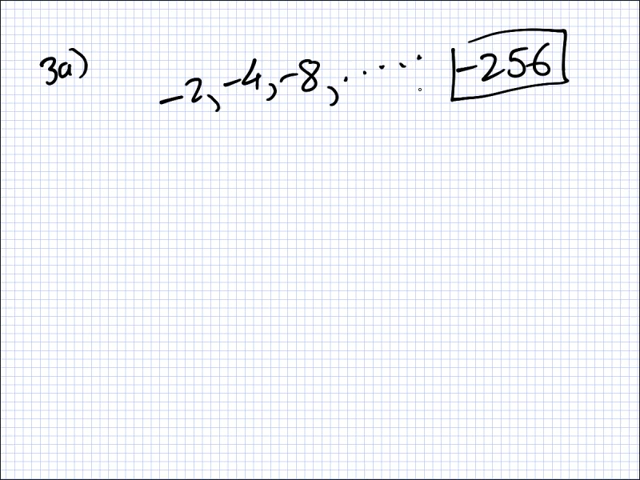 3a) -2, -4, -8, ..... -256